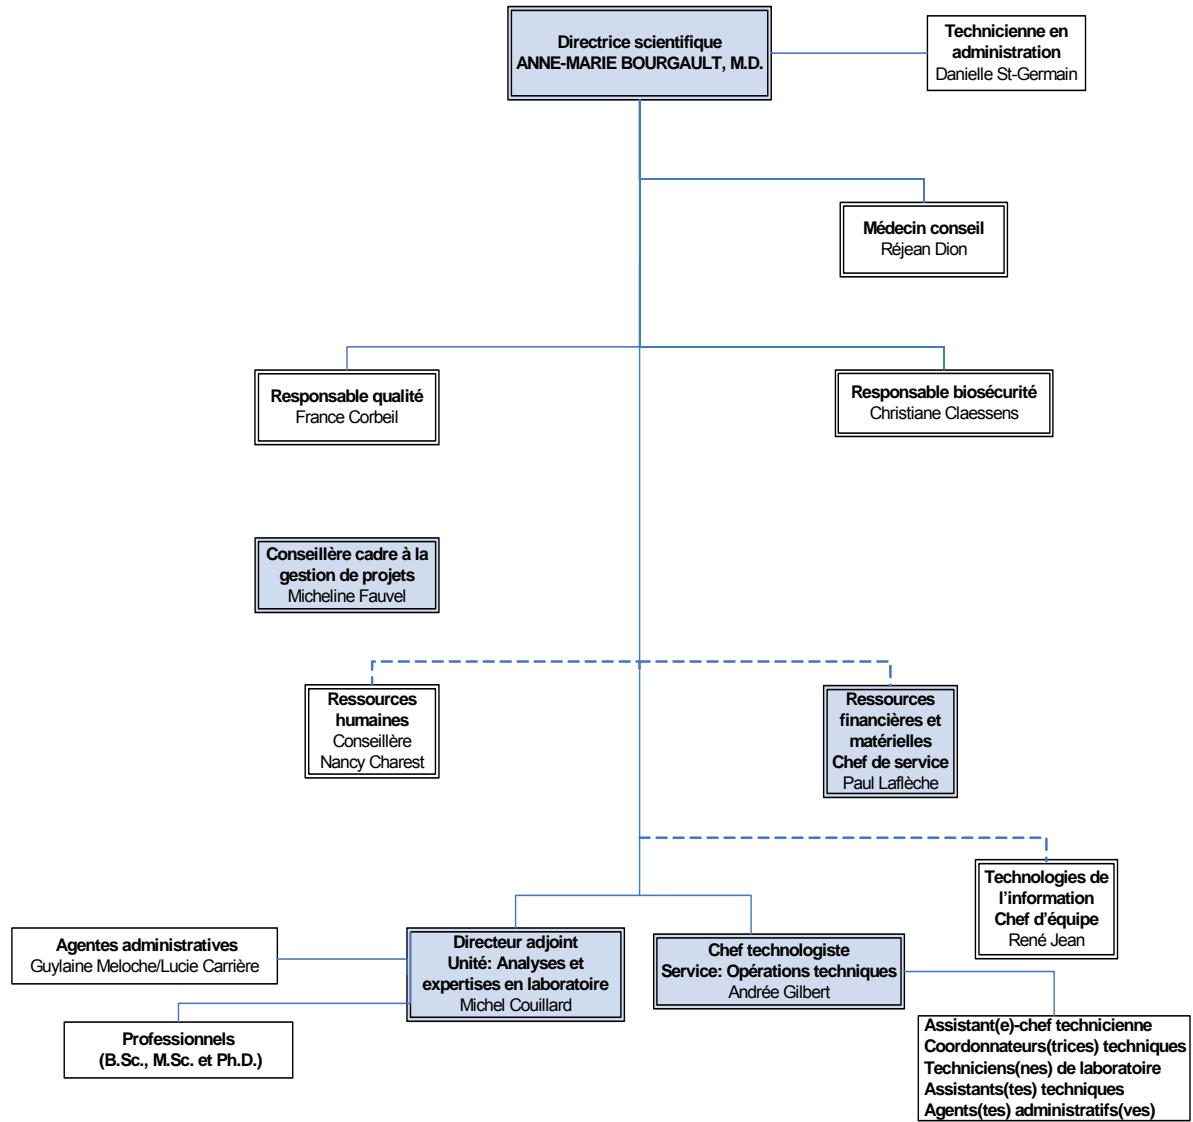 Directrice scientifique
ANNE-MARIE BOURGAULT, M.D.
Technicienne en
administration
Danielle St-Germain
Médecin conseil
Réjean Dion
Responsable qualité
France Corbeil
Responsable biosécurité
Christiane Claessens
Conseillère cadre à la
gestion de projets
Micheline Fauvel
Ressources
humaines
Conseillère
Nancy Charest
Ressources
financières et
matérielles
Chef de service
Paul Laflèche
Technologies de
l’information
Chef d’équipe
René Jean
Agentes administratives
Guylaine Meloche/Lucie Carrière
Directeur adjoint
Unité: Analyses et
expertises en laboratoire
Michel Couillard
Chef technologiste
Service: Opérations techniques
Andrée Gilbert
Professionnels
(B.Sc., M.Sc. et Ph.D.)
Assistant(e)-chef technicienne
Coordonnateurs(trices) techniques
Techniciens(nes) de laboratoire
Assistants(tes) techniques
Agents(tes) administratifs(ves)